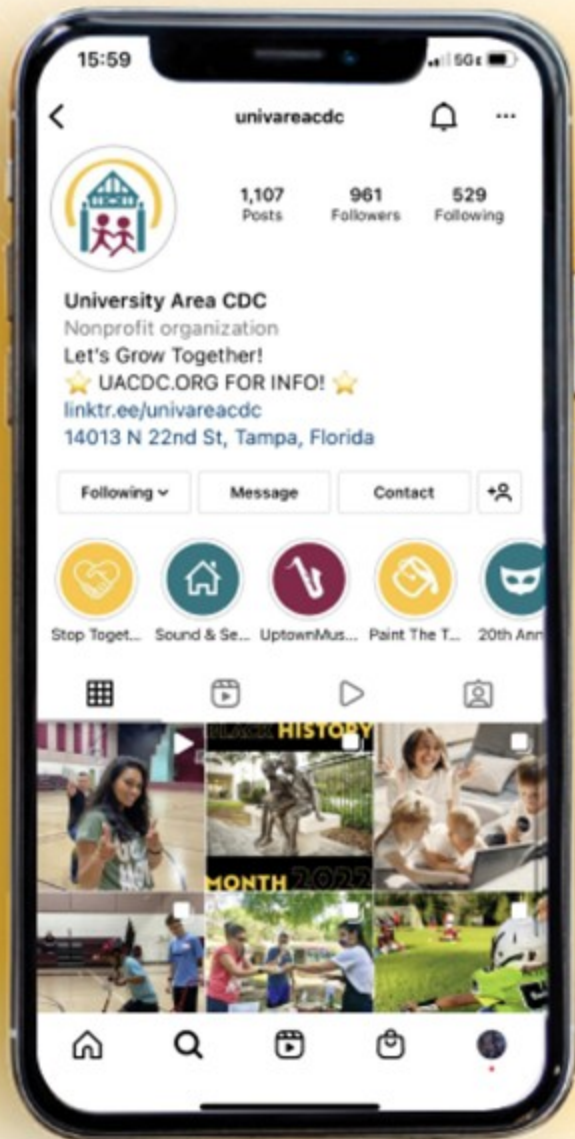 15:59
5GE
univareacdc
1,107 961 529
Posts Followers Following
University Area CDC
Nonprofit organization
Let's Grow Together!
UACDC.ORG FOR INFO!
linktr.ee/univareacdc
14013 N 22nd St, Tampa, Florida
Following Message Contact
Stop Toget... Sound & Se... UptownMus... Paint The T... 20th Ann
BLACK HISTORY
MONTH 2022